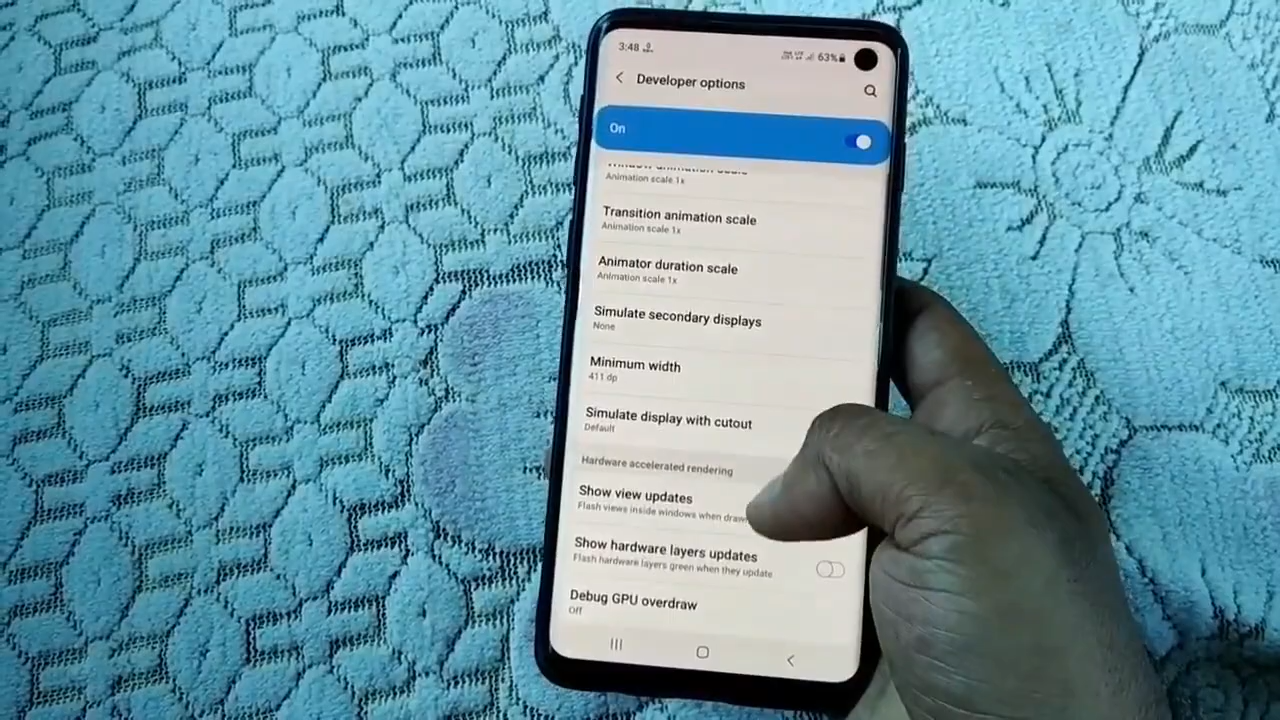 3:48
63%
Developer options
On
Window animation scale
Animation scale 1x
Transition animation scale
Animation scale 1x
Animator duration scale
Animation scale 1x
Simulate secondary displays
None
Minimum width
411 dp
Simulate display with cutout
Default
Hardware accelerated rendering
Show view updates
Flash views inside windows when drawn
Show hardware layers updates
Flash hardware layers green when they update
Debug GPU overdraw
Off